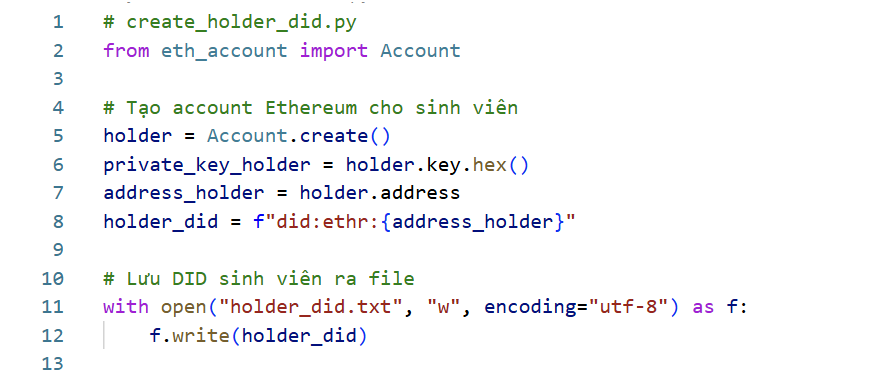 1 # create_holder_did.py
2 from eth_account import Account
3
4 # Tạo account Ethereum cho sinh viên
5 holder = Account.create()
6 private_key_holder = holder.key.hex()
7 address_holder = holder.address
8 holder_did = f"did:ethr:{address_holder}"
9
10 # Lưu DID sinh viên ra file
11 with open("holder_did.txt", "w", encoding="utf-8") as f:
12     f.write(holder_did)
13